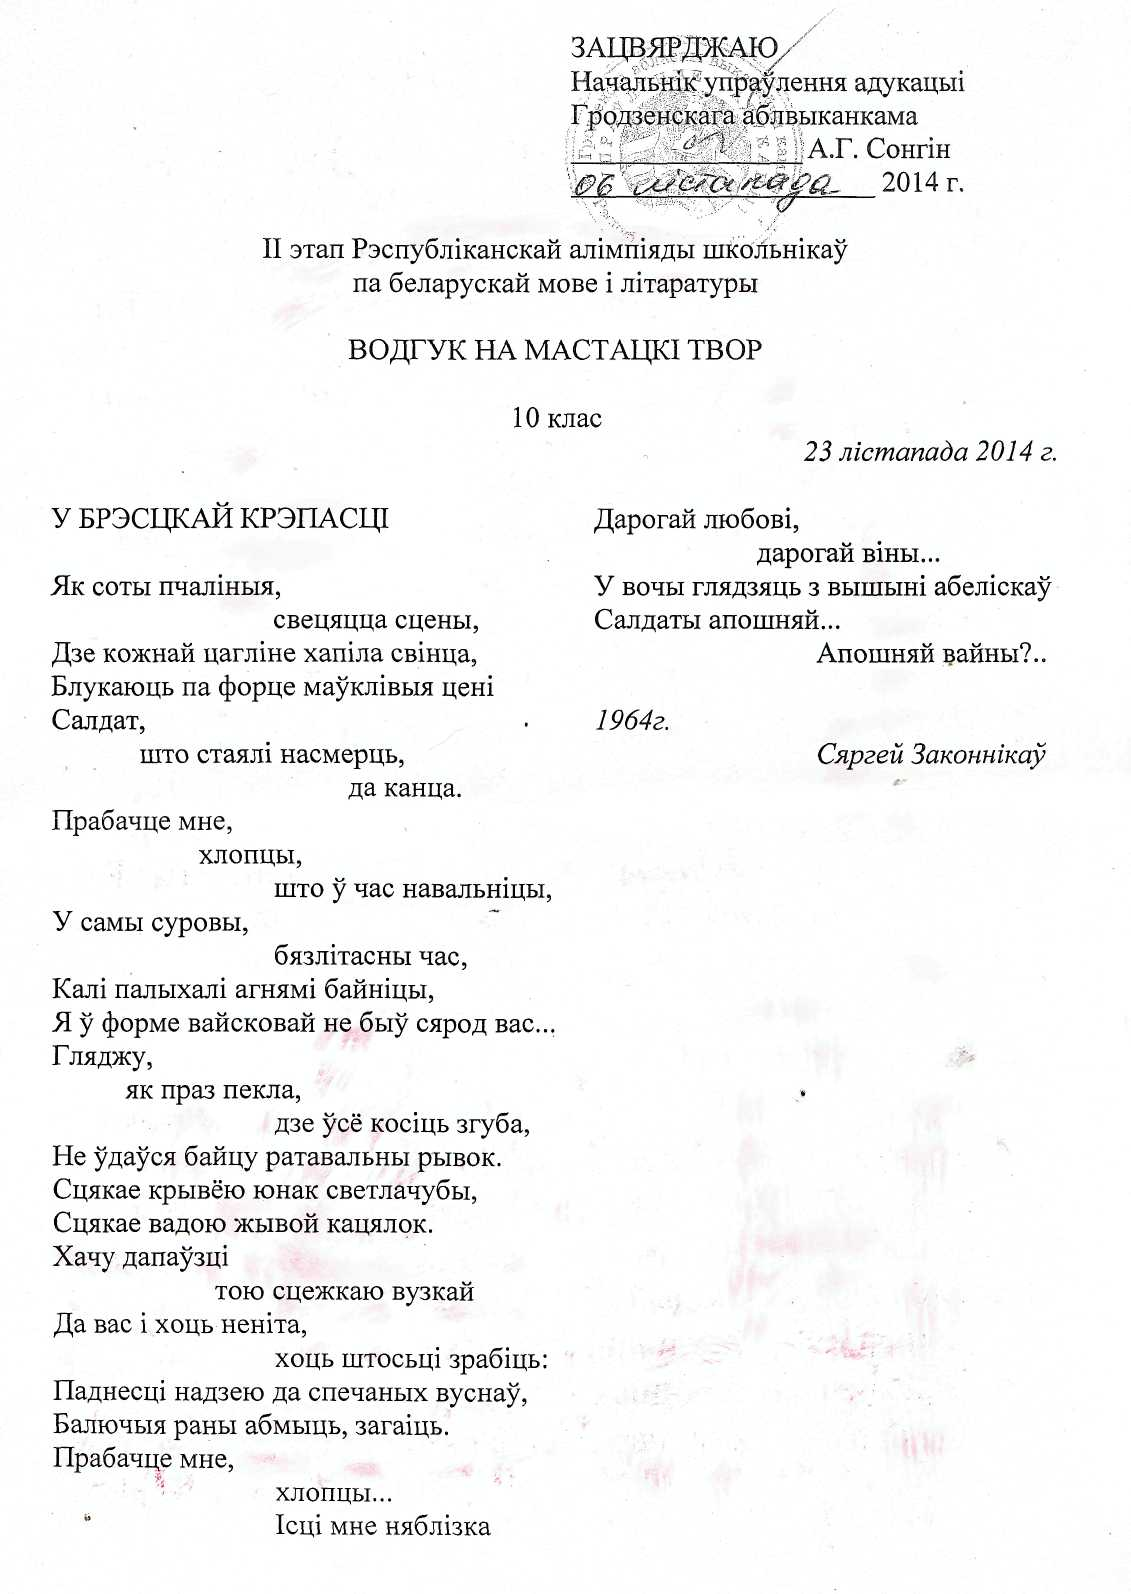 ЗАЦВЯРДЖАЮ
Начальнік упраўлення адукацыі
Гродзенскага аблвыканкама
А.Г. Сонгін
06 лістапада 2014 г.
ІІ этап Рэспубліканскай алімпіяды школьнікаў
па беларускай мове і літаратуры
ВОДГУК НА МАСТАЦКІ ТВОР
10 клас
23 лістапада 2014 г.
У БРЭСЦКАЙ КРЭПАСЦІ
Як соты пчаліныя,
свецяцца сцены,
Дзе кожнай цагліне хапіла свінца,
Блукаюць па форце маўклівыя цені
Салдат,
што стаялі насмерць,
да канца.
Прабачце мне,
хлопцы,
што ў час навальніцы,
У самы суровы,
бязлітасны час,
Калі палыхалі агнямі байніцы,
Я ў форме вайсковай не быў сярод вас...
Гляджу,
як праз пекла,
дзе ўсё косіць згуба,
Не ўдаўся байцу ратавальны рывок.
Сцякае крывёю юнак светлачубы,
Сцякае вадою жывой кацялок.
Хачу дапаўзці
тою сцежкаю вузкай
Да вас і хоць неніта,
хоць штосьці зрабіць:
Паднесці надзею да спечаных вуснаў,
Балючыя раны абмыць, загаіць.
Прабачце мне,
хлопцы...
Ісці мне няблізка
Дарогай любові,
дарогай віны...
У вочы глядзяць з вышыні абеліскаў
Салдаты апошняй...
Апошняй вайны?..
1964г.
Сяргей Законнікаў